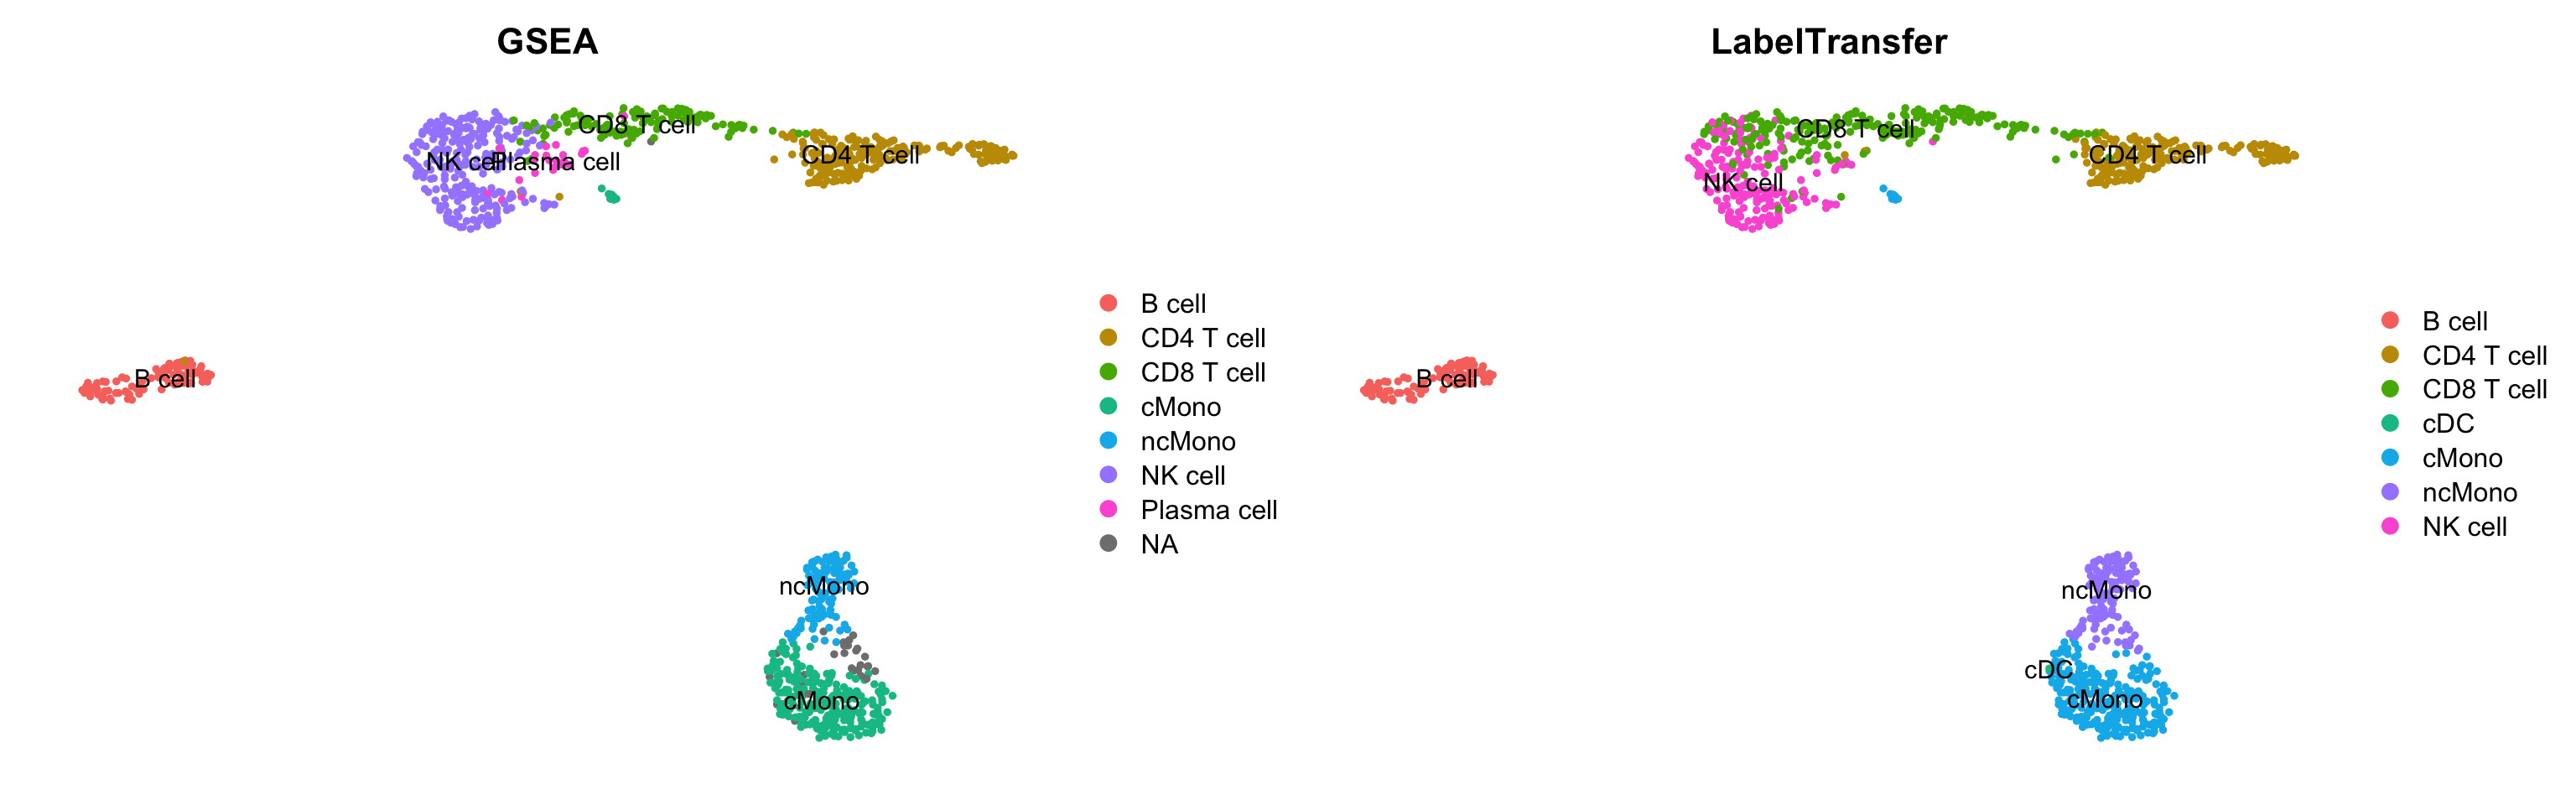 GSEA
CD8 T cell
NK cell
Plasma cell
CD4 T cell
B cell
ncMono
cMono
B cell
CD4 T cell
CD8 T cell
cMono
ncMono
NK cell
Plasma cell
NA
LabelTransfer
CD8 T cell
NK cell
CD4 T cell
B cell
ncMono
cDC
cMono
B cell
CD4 T cell
CD8 T cell
cDC
cMono
ncMono
NK cell